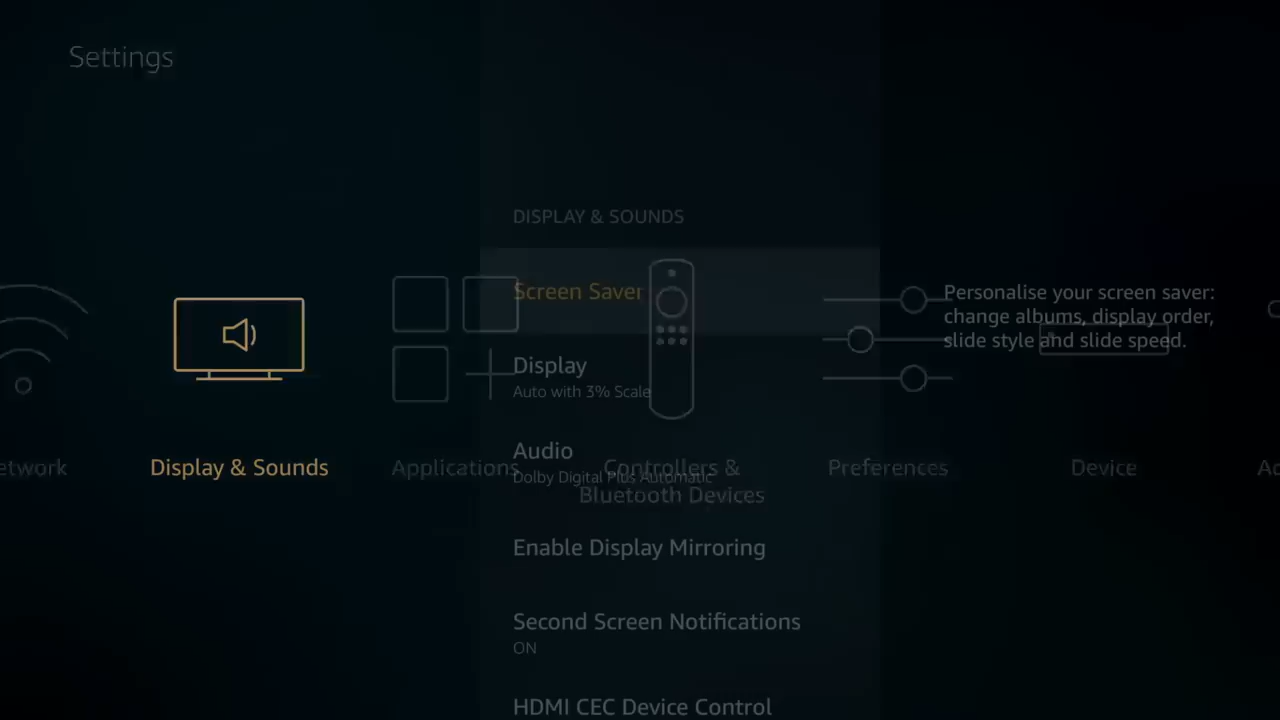 Settings
DISPLAY & SOUNDS
Screen Saver
Personalise your screen saver:
change albums, display order,
slide style and slide speed.
Display
Auto with 3% Scale
Audio
Dolby Digital Plus Automatic
etwork
Display & Sounds
Applications
Controllers &
Bluetooth Devices
Preferences
Device
Ac
Enable Display Mirroring
Second Screen Notifications
ON
HDMI CEC Device Control